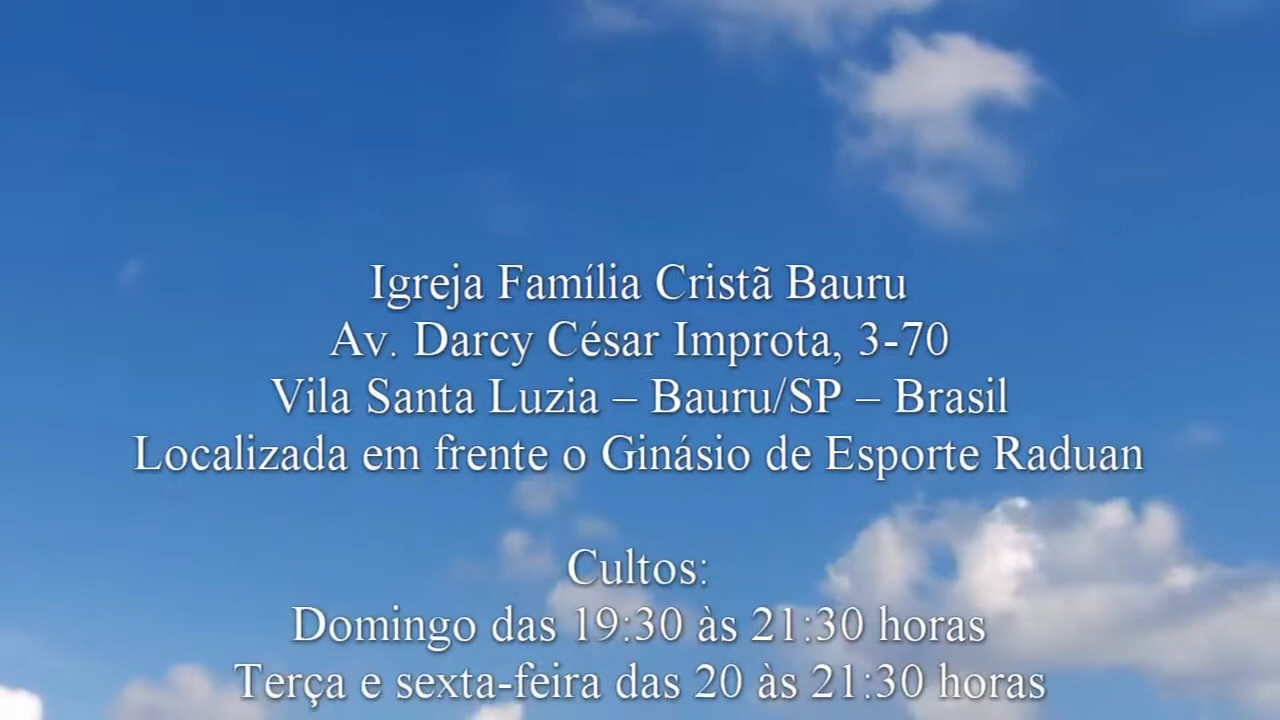 Igreja Família Cristã Bauru
Av. Darcy César Improta, 3-70
Vila Santa Luzia – Bauru/SP – Brasil
Localizada em frente o Ginásio de Esporte Raduan
Cultos:
Domingo das 19:30 às 21:30 horas
Terça e sexta-feira das 20 às 21:30 horas